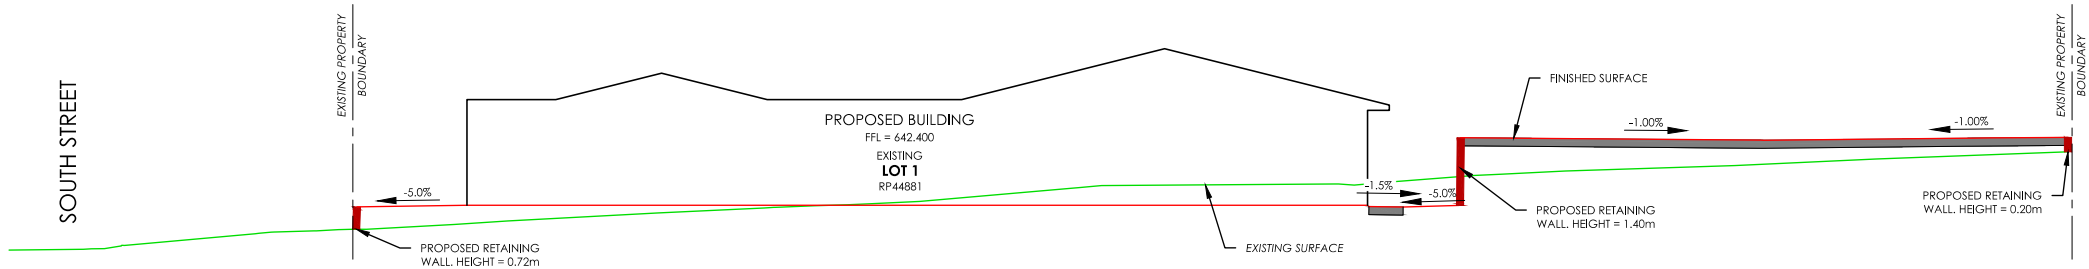 SOUTH STREET
EXISTING PROPERTY
BOUNDARY
-5.0%
PROPOSED RETAINING
WALL. HEIGHT = 0.72m
PROPOSED BUILDING
FFL = 642.400
EXISTING
LOT 1
RP44881
EXISTING SURFACE
-1.5%
-5.0%
FINISHED SURFACE
-1.00%
-1.00%
PROPOSED RETAINING
WALL. HEIGHT = 1.40m
PROPOSED RETAINING
WALL. HEIGHT = 0.20m
EXISTING PROPERTY
BOUNDARY